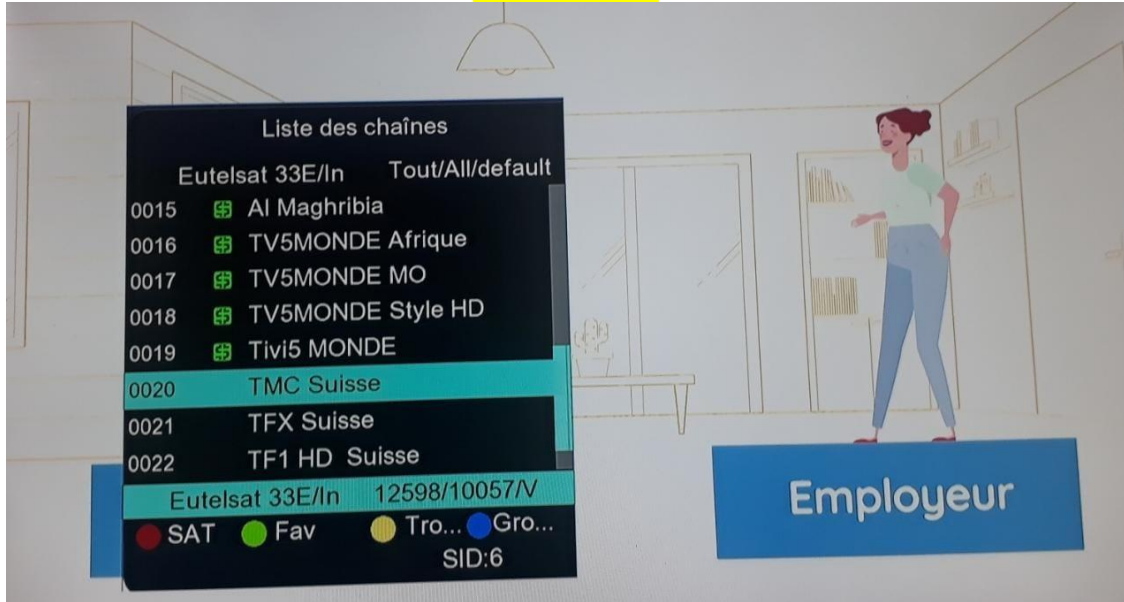 Liste des chaînes
Eutelsat 33E/In Tout/All/default
0015 $ Al Maghribia
0016 $ TV5MONDE Afrique
0017 $ TV5MONDE MO
0018 $ TV5MONDE Style HD
0019 $ Tivi5 MONDE
0020 TMC Suisse
0021 TFX Suisse
0022 TF1 HD Suisse
Eutelsat 33E/In 12598/10057/V
SAT Fav Tro... Gro...
SID:6
Employeur